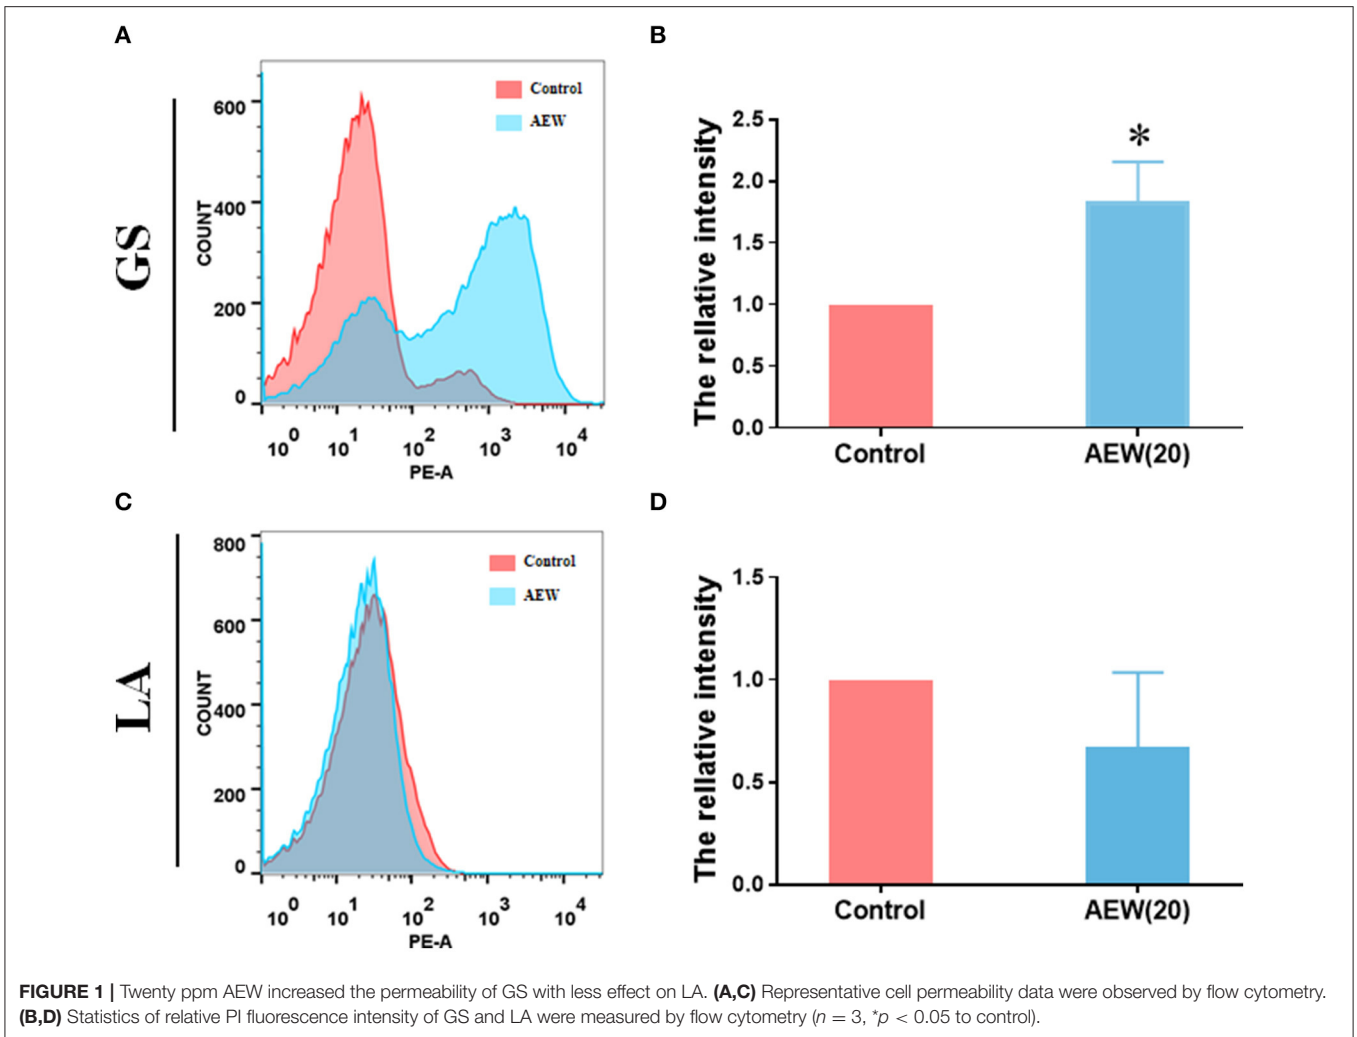 A
GS
COUNT
600
400
200
0
Control
AEW
10^0 10^1 10^2 10^3 10^4
PE-A
B
The rellative intensity
2.5
2.0
1.5
1.0
0.5
0.0
*
Control AEW(20)
C
LA
COUNT
800
600
400
200
0
Control
AEW
10^0 10^1 10^2 10^3 10^4
PE-A
D
The rellative intensity
1.5
1.0
0.5
0.0
Control AEW(20)
FIGURE 1 | Twenty ppm AEW increased the permeability of GS with less effect on LA. (A,C) Representative cell permeability data were observed by flow cytometry.
(B,D) Statistics of relative PI fluorescence intensity of GS and LA were measured by flow cytometry (n = 3, *p < 0.05 to control).